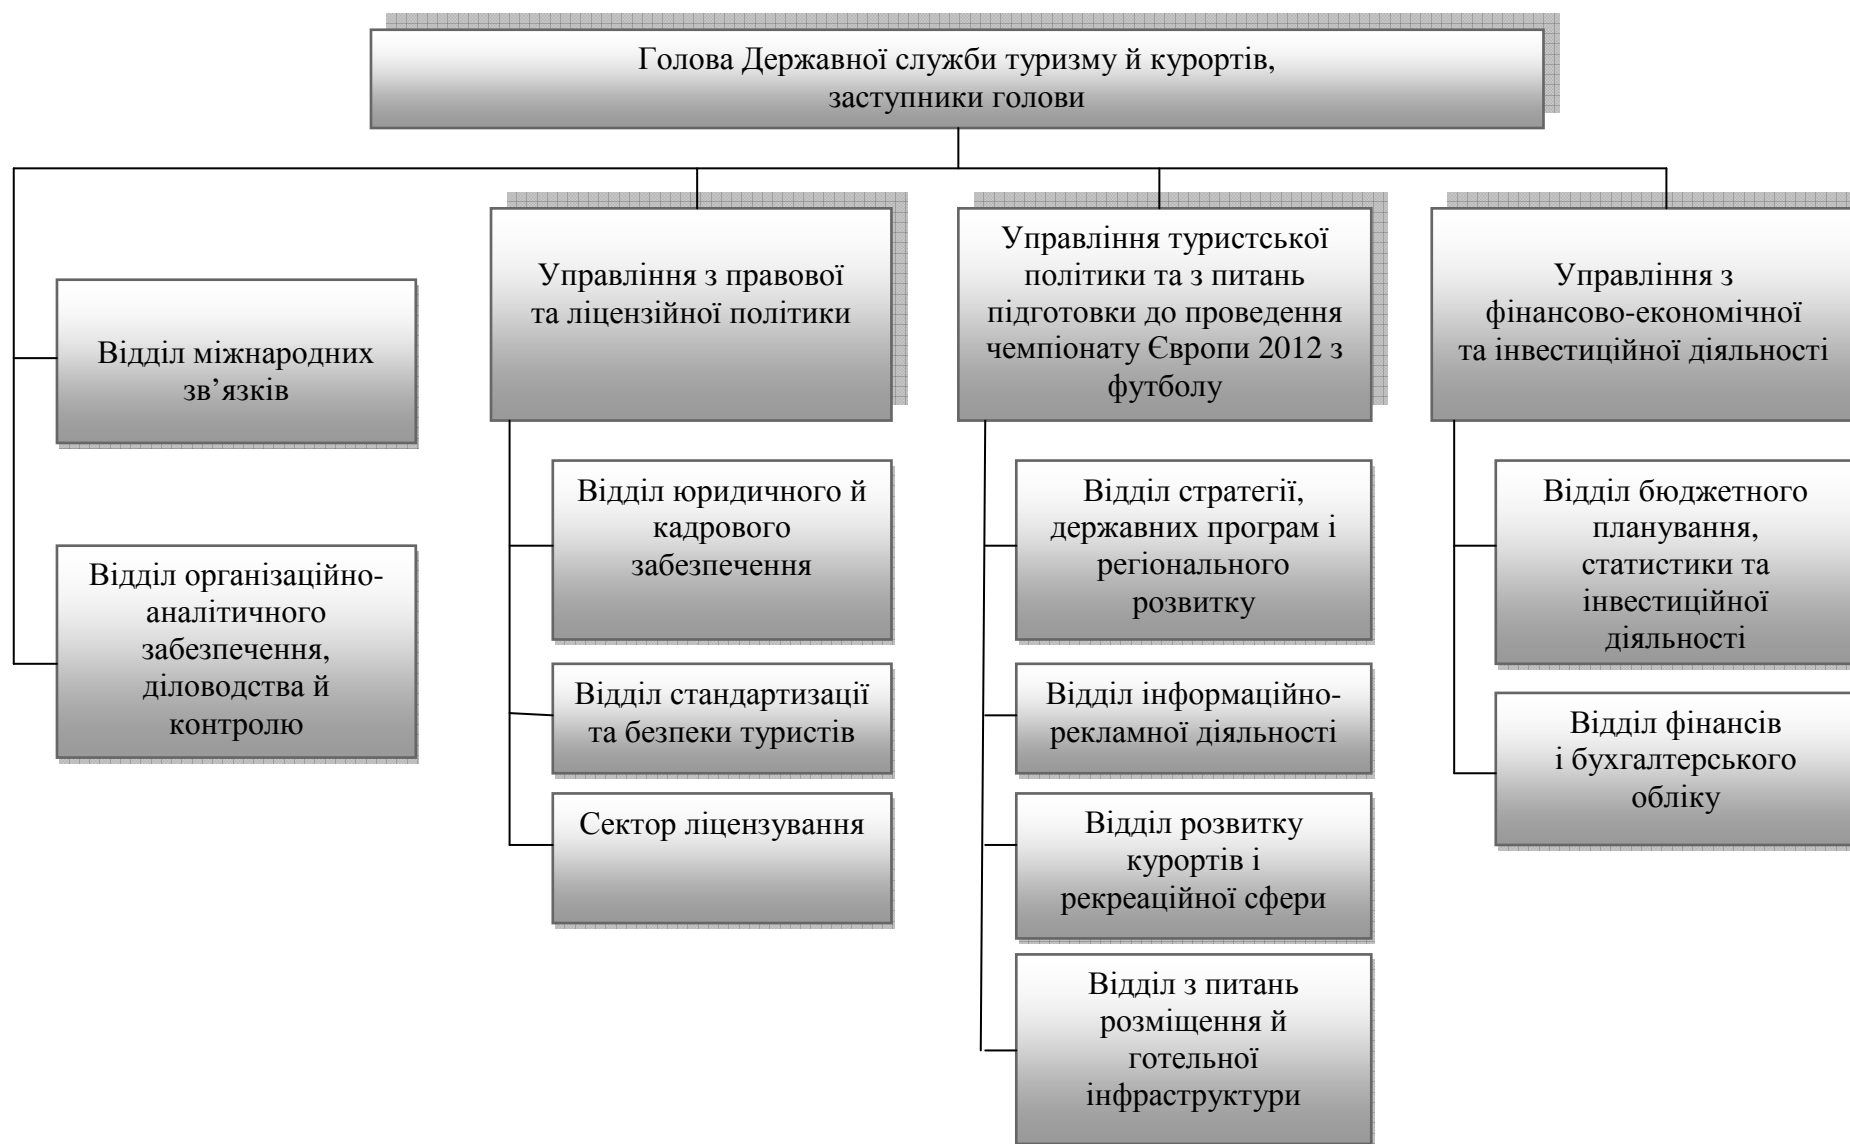 Голова Державної служби туризму й курортів,
заступники голови
Відділ міжнародних
зв’язків
Відділ організаційно-
аналітичного
забезпечення,
діловодства й
контролю
Управління з правової
та ліцензійної політики
Відділ юридичного й
кадрового
забезпечення
Відділ стандартизації
та безпеки туристів
Сектор ліцензування
Управління туристської
політики та з питань
підготовки до проведення
чемпіонату Європи 2012 з
футболу
Відділ стратегії,
державних програм і
регіонального
розвитку
Відділ інформаційно-
рекламної діяльності
Відділ розвитку
курортів і
рекреаційної сфери
Відділ з питань
розміщення й
готельної
інфраструктури
Управління з
фінансово-економічної
та інвестиційної діяльності
Відділ бюджетного
планування,
статистики та
інвестиційної
діяльності
Відділ фінансів
і бухгалтерського
обліку